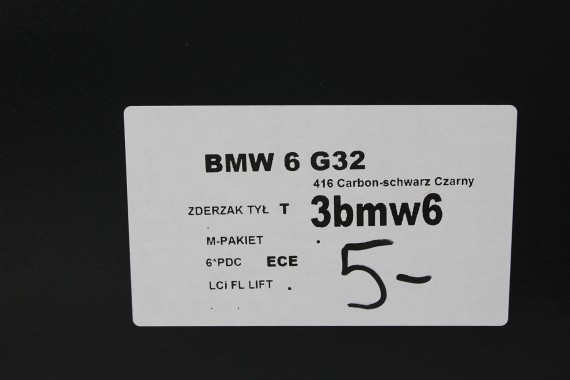 BMW 6 G32
416 Carbon-schwarz Czarny
ZDERZAK TYŁ T 3bmw6
M-PAKIET
6*PDC ECE 5-
LCi FL LIFT .